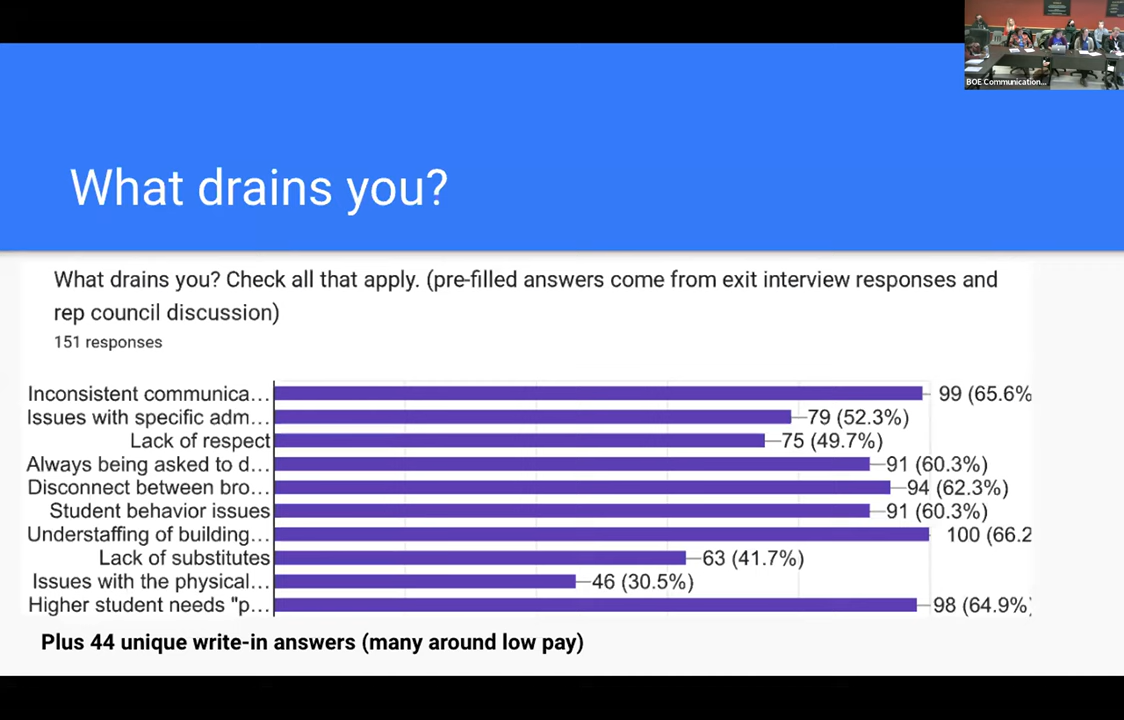 BOE Communication...
What drains you?
What drains you? Check all that apply. (pre-filled answers come from exit interview responses and
rep council discussion)
151 responses
Inconsistent communica... 99 (65.6%
Issues with specific adm... 79 (52.3%)
Lack of respect 75 (49.7%)
Always being asked to d... 91 (60.3%)
Disconnect between bro... 94 (62.3%)
Student behavior issues 91 (60.3%)
Understaffing of building... 100 (66.2
Lack of substitutes 63 (41.7%)
Issues with the physical... 46 (30.5%)
Higher student needs "p... 98 (64.9%)
Plus 44 unique write-in answers (many around low pay)